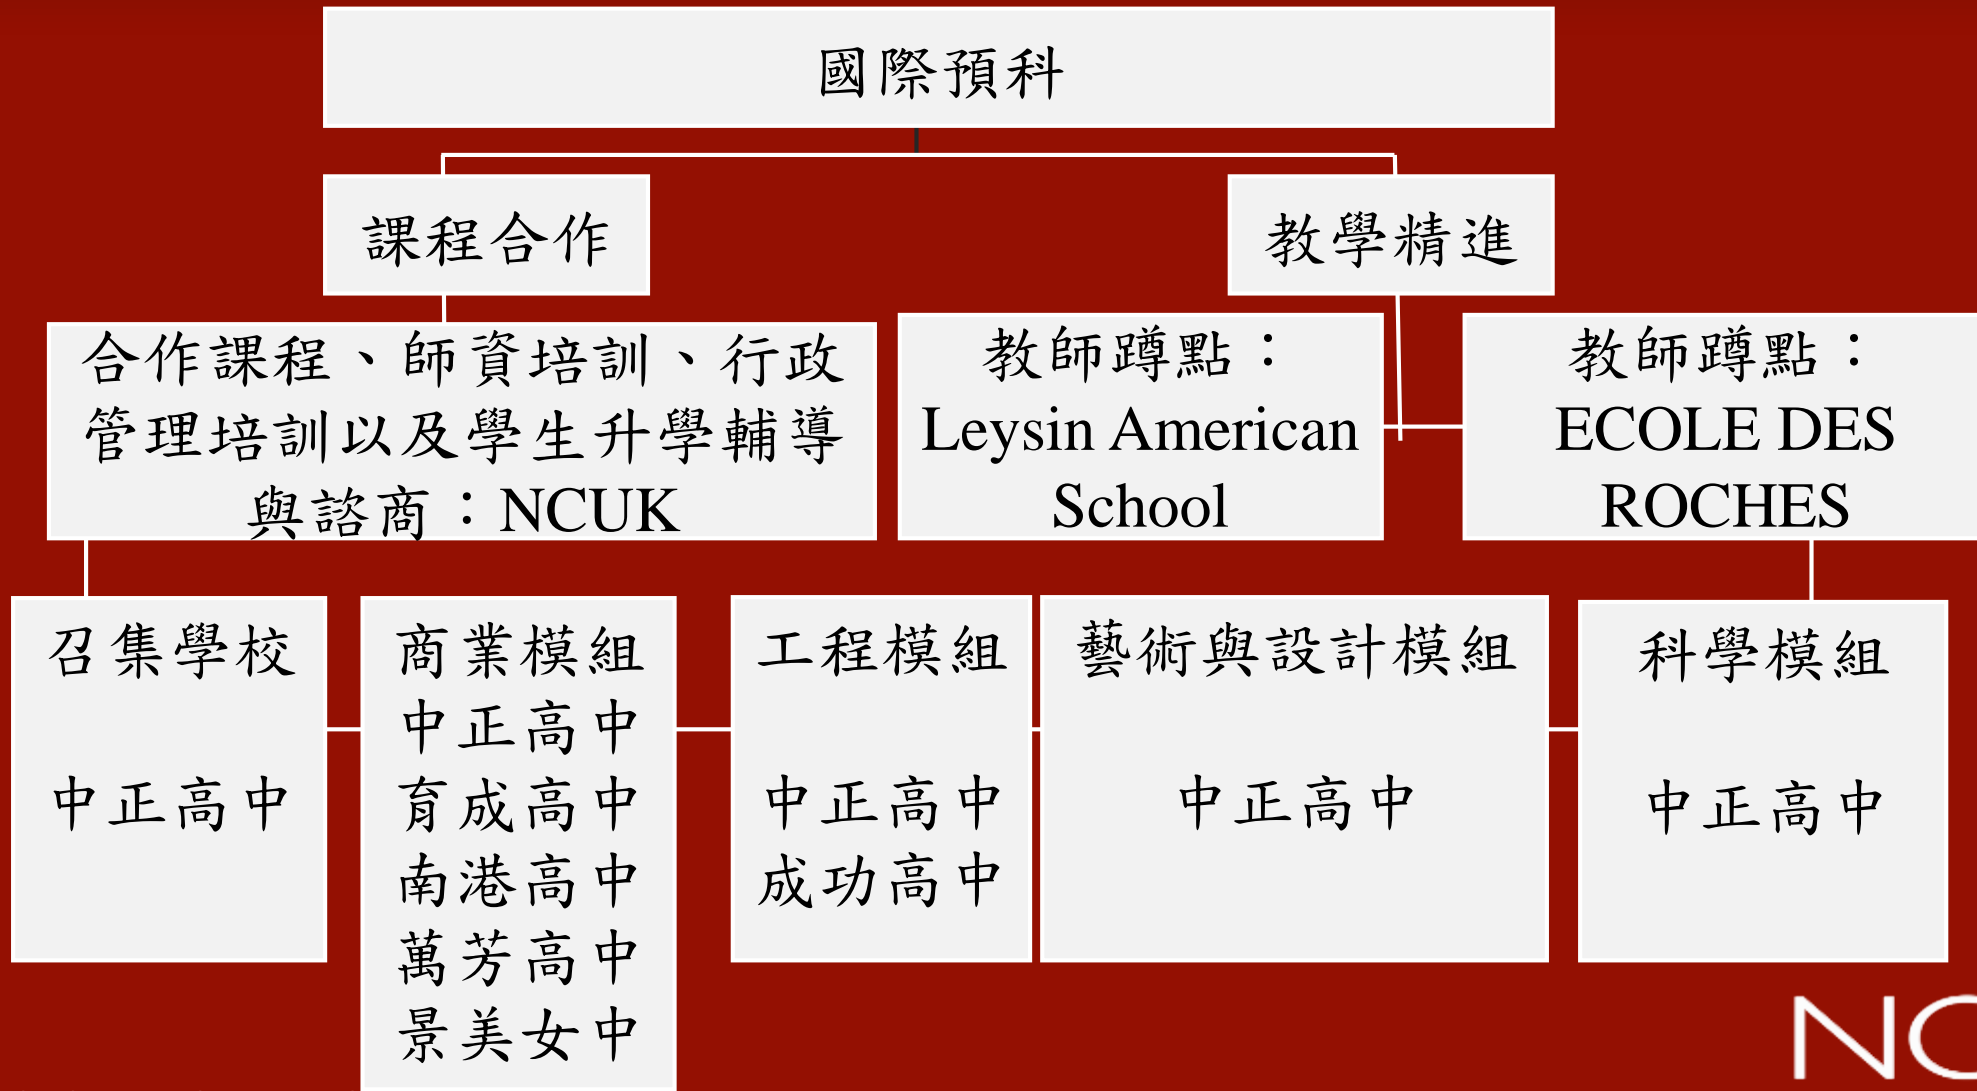 國際預科
課程合作
教學精進
合作課程、師資培訓、行政
管理培訓以及學生升學輔導
與諮商：NCUK
教師蹲點：
Leysin American
School
教師蹲點：
ECOLE DES
ROCHES
召集學校
中正高中
商業模組
中正高中
育成高中
南港高中
萬芳高中
景美女中
工程模組
中正高中
成功高中
藝術與設計模組
中正高中
科學模組
中正高中
NC